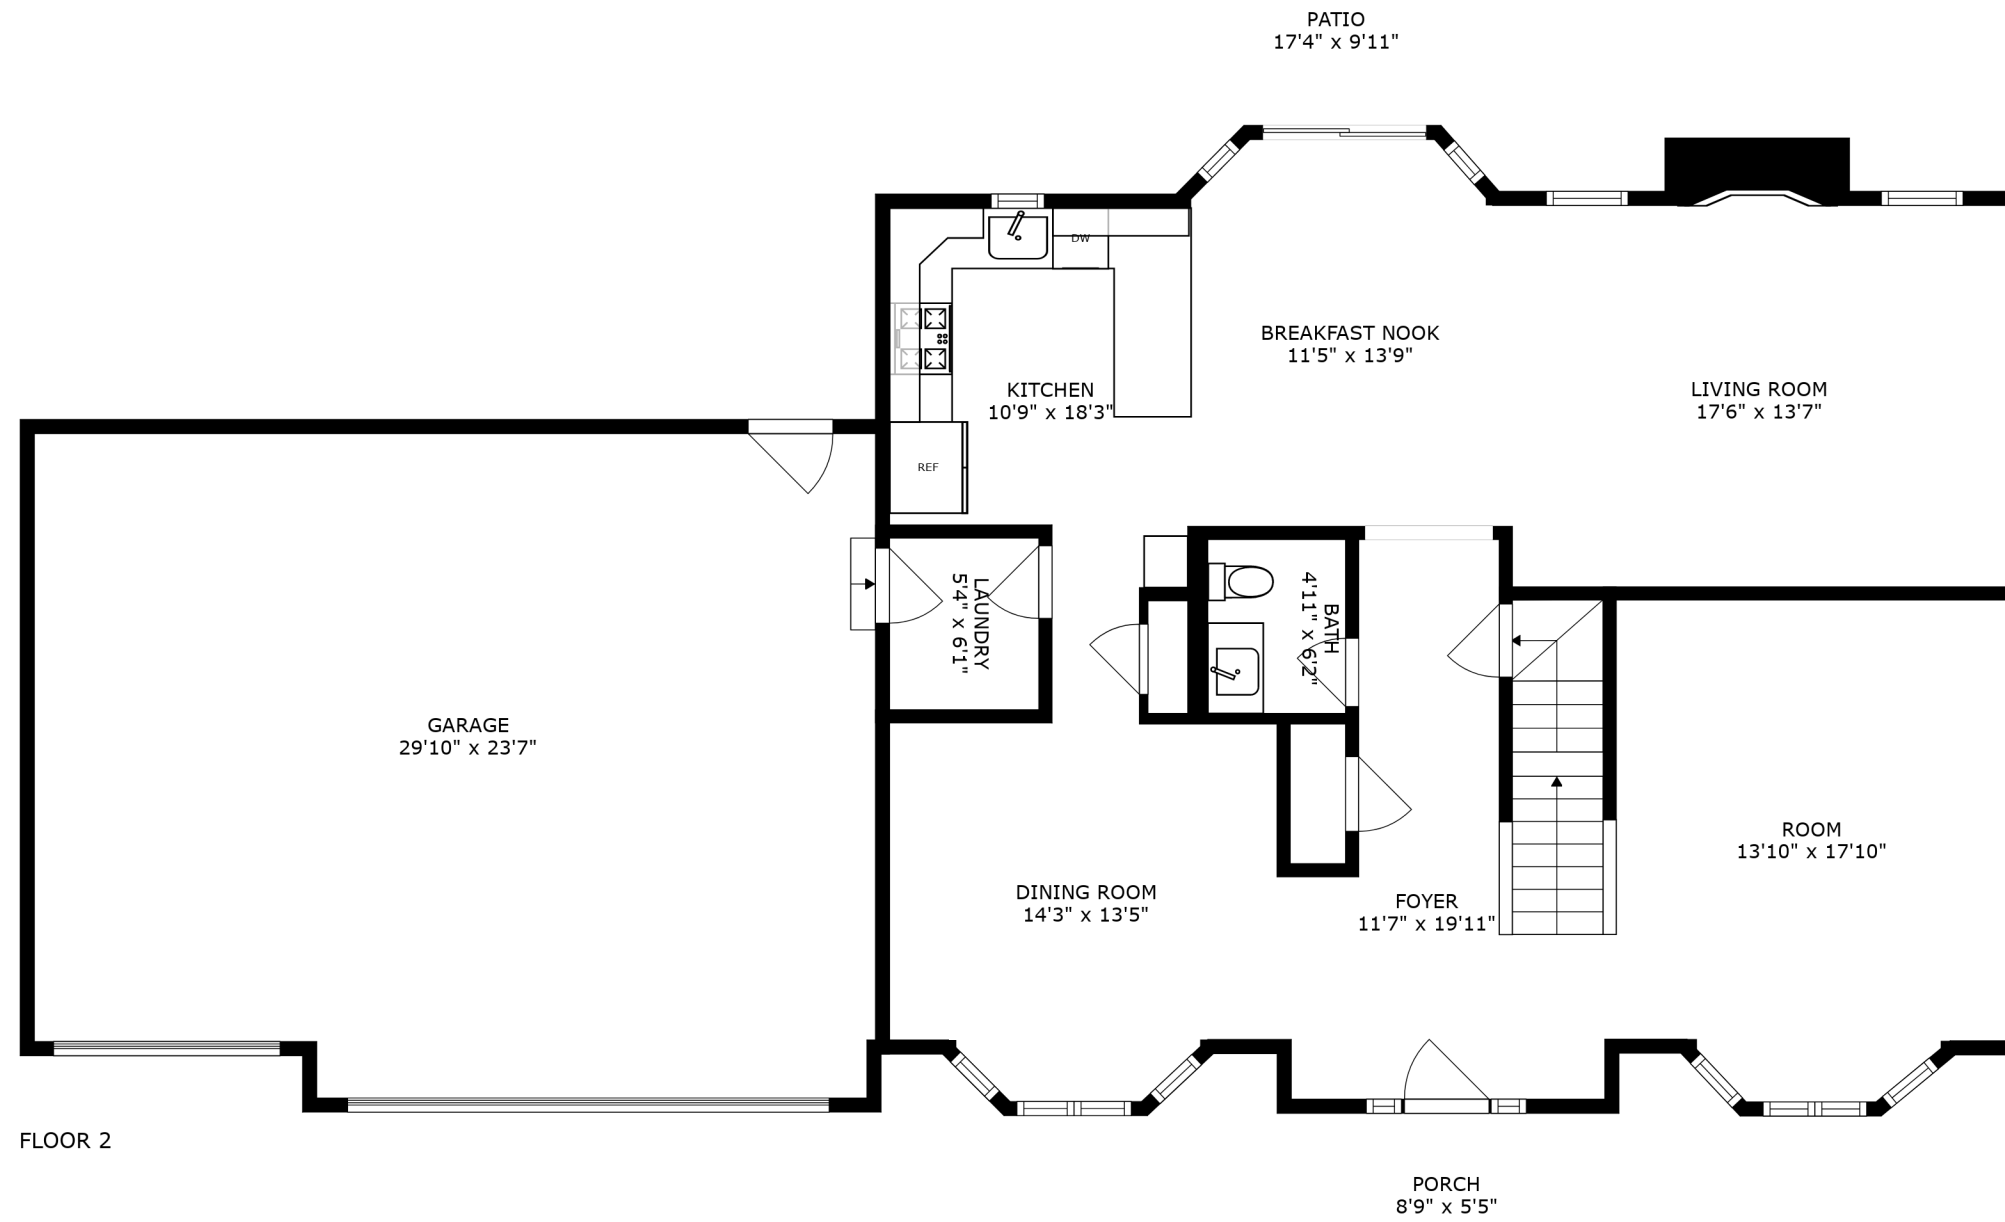 PATIO
17'4" x 9'11"
DW
BREAKFAST NOOK
11'5" x 13'9"
KITCHEN
10'9" x 18'3"
LIVING ROOM
17'6" x 13'7"
REF
LAUNDRY
5'4" x 6'1"
BATH
4'11" x 6'2"
GARAGE
29'10" x 23'7"
ROOM
13'10" x 17'10"
DINING ROOM
14'3" x 13'5"
FOYER
11'7" x 19'11"
FLOOR 2
PORCH
8'9" x 5'5"